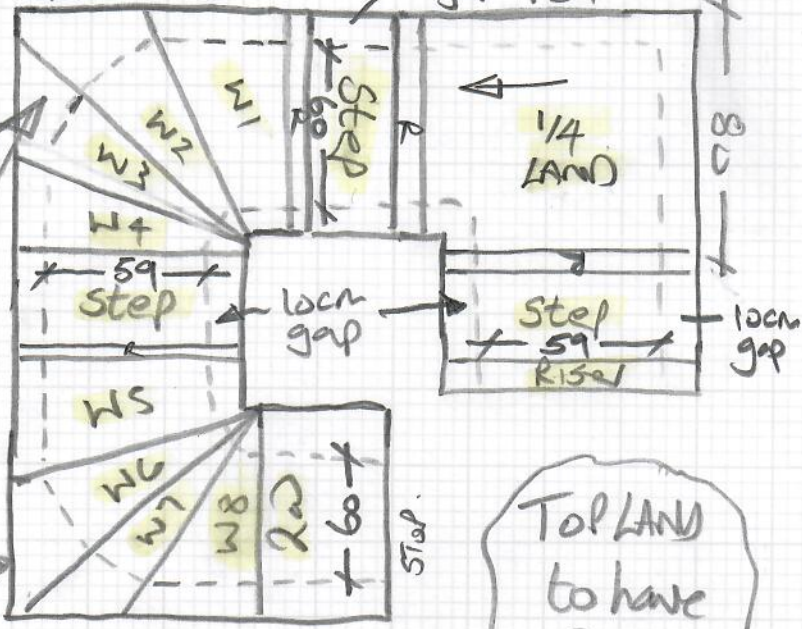 W1
W2
W3
W4
R
60
Step
R
1/4
LAND
80
59
Step
10cm
gap
Step
59
Riser
10cm
gap
R
W5
W6
W7
W8
60
Step
TOP LAND
to have